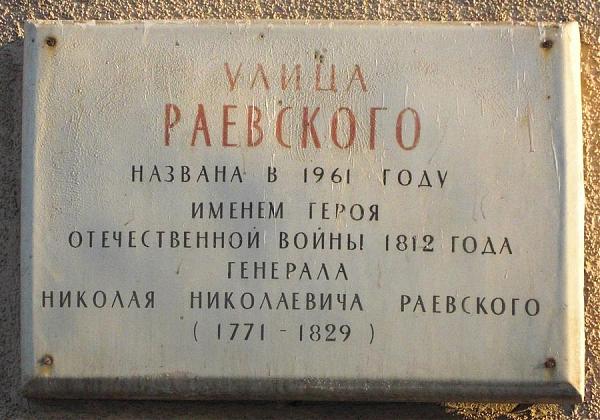 УЛИЦА
РАЕВСКОГО
НАЗВАНА В 1961 ГОДУ
ИМЕНЕМ ГЕРОЯ
ОТЕЧЕСТВЕННОЙ ВОЙНЫ 1812 ГОДА
ГЕНЕРАЛА
НИКОЛАЯ НИКОЛАЕВИЧА РАЕВСКОГО
( 1771 - 1829 )